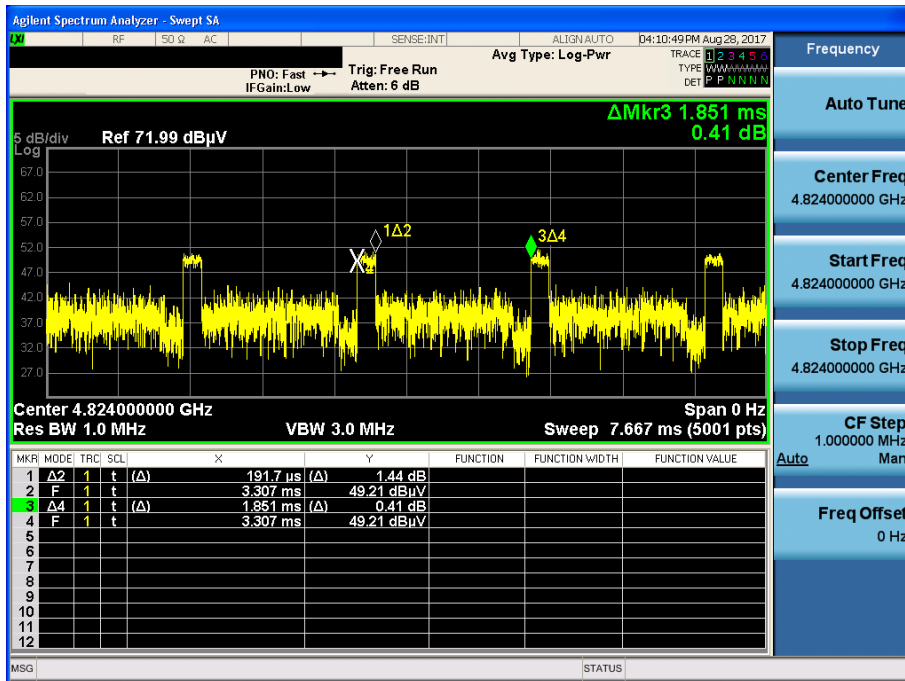 Agilent Spectrum Analyzer - Swept SA
LXI RF 50 Ω AC SENSE:INT ALIGN AUTO 04:10:49 PM Aug 28, 2017
Avg Type: Log-Pwr TRACE 1 2 3 4 5 6
PNO: Fast Trig: Free Run TYPE
IFGain:Low Atten: 6 dB DET P P N N N N
Frequency
Auto Tune
Center Freq
4.824000000 GHz
Start Freq
4.824000000 GHz
Stop Freq
4.824000000 GHz
CF Step
1.000000 MHz
Auto Man
Freq Offset
0 Hz
ΔMkr3 1.851 ms
0.41 dB
5 dB/div Ref 71.99 dBµV
Log
67.0
62.0
57.0
52.0
47.0
42.0
37.0
32.0
27.0
1Δ2
3Δ4
4
Center 4.824000000 GHz Span 0 Hz
Res BW 1.0 MHz VBW 3.0 MHz Sweep 7.667 ms (5001 pts)
MKR MODE TRC SCL X Y FUNCTION FUNCTION WIDTH FUNCTION VALUE
1 Δ2 1 t (Δ) 191.7 µs (Δ) 1.44 dB
2 F 1 t 3.307 ms 49.21 dBµV
3 Δ4 1 t (Δ) 1.851 ms (Δ) 0.41 dB
4 F 1 t 3.307 ms 49.21 dBµV
5
6
7
8
9
10
11
12
MSG STATUS